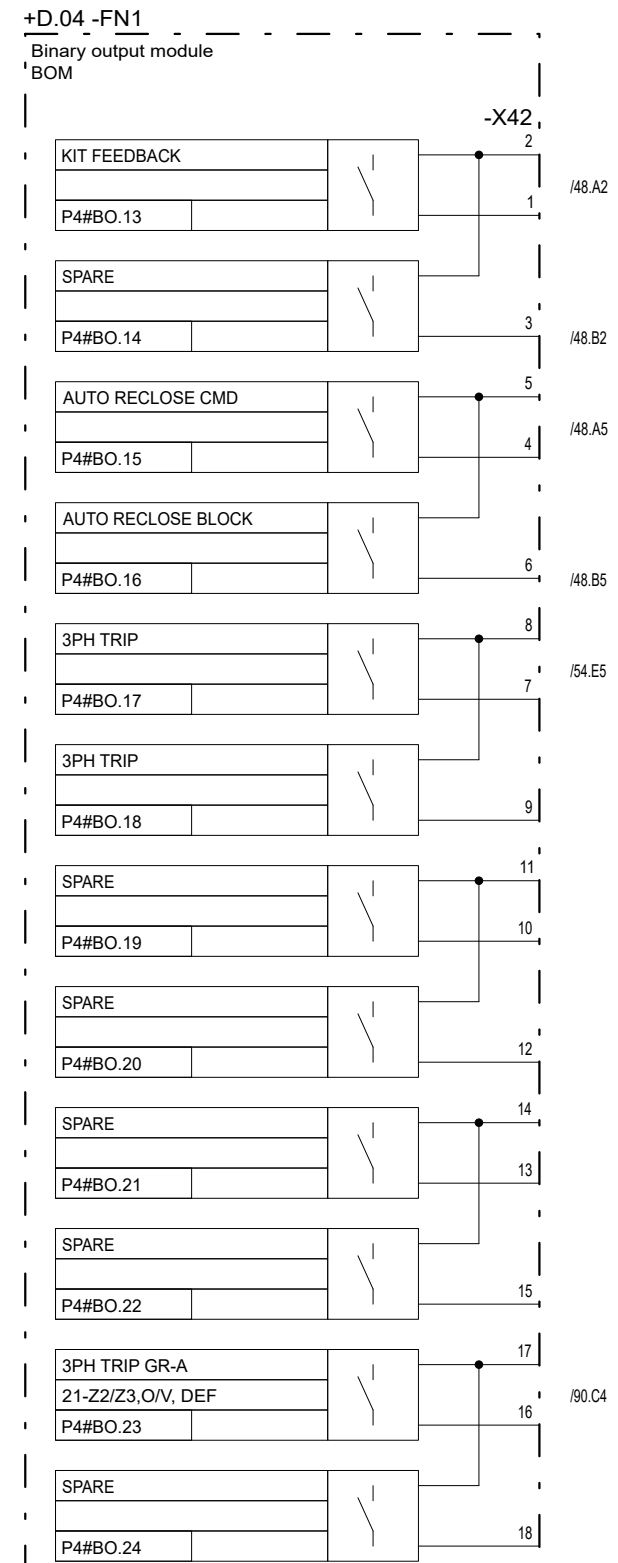 +D.04 -FN1
Binary output module
BOM
-X42
KIT FEEDBACK
2
/48.A2
1
P4#BO.13
SPARE
3
P4#BO.14
/48.B2
5
AUTO RECLOSE CMD
/48.A5
4
P4#BO.15
AUTO RECLOSE BLOCK
6
P4#BO.16
/48.B5
8
3PH TRIP
/54.E5
7
P4#BO.17
3PH TRIP
9
P4#BO.18
11
SPARE
10
P4#BO.19
SPARE
12
P4#BO.20
14
SPARE
13
P4#BO.21
SPARE
15
P4#BO.22
17
3PH TRIP GR-A
21-Z2/Z3,O/V, DEF
/90.C4
16
P4#BO.23
SPARE
18
P4#BO.24